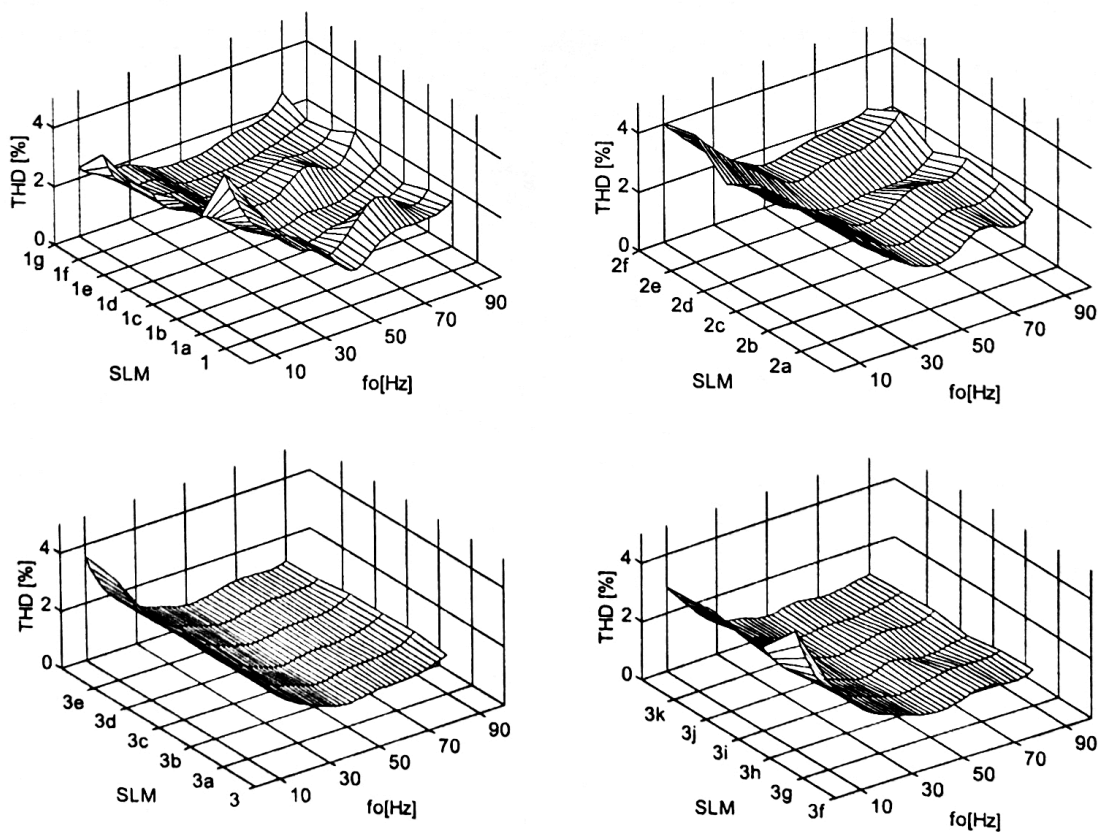 THD [%]
4
2
0
1g
1f
1e
1d
1c
1b
1a
1
SLM
10
30
50
70
90
fo[Hz]
THD [%]
4
2
0
2f
2e
2d
2c
2b
2a
SLM
10
30
50
70
90
fo[Hz]
THD [%]
4
2
0
3e
3d
3c
3b
3a
3
SLM
10
30
50
70
90
fo[Hz]
THD [%]
4
2
0
3k
3j
3i
3h
3g
3f
SLM
10
30
50
70
90
fo[Hz]